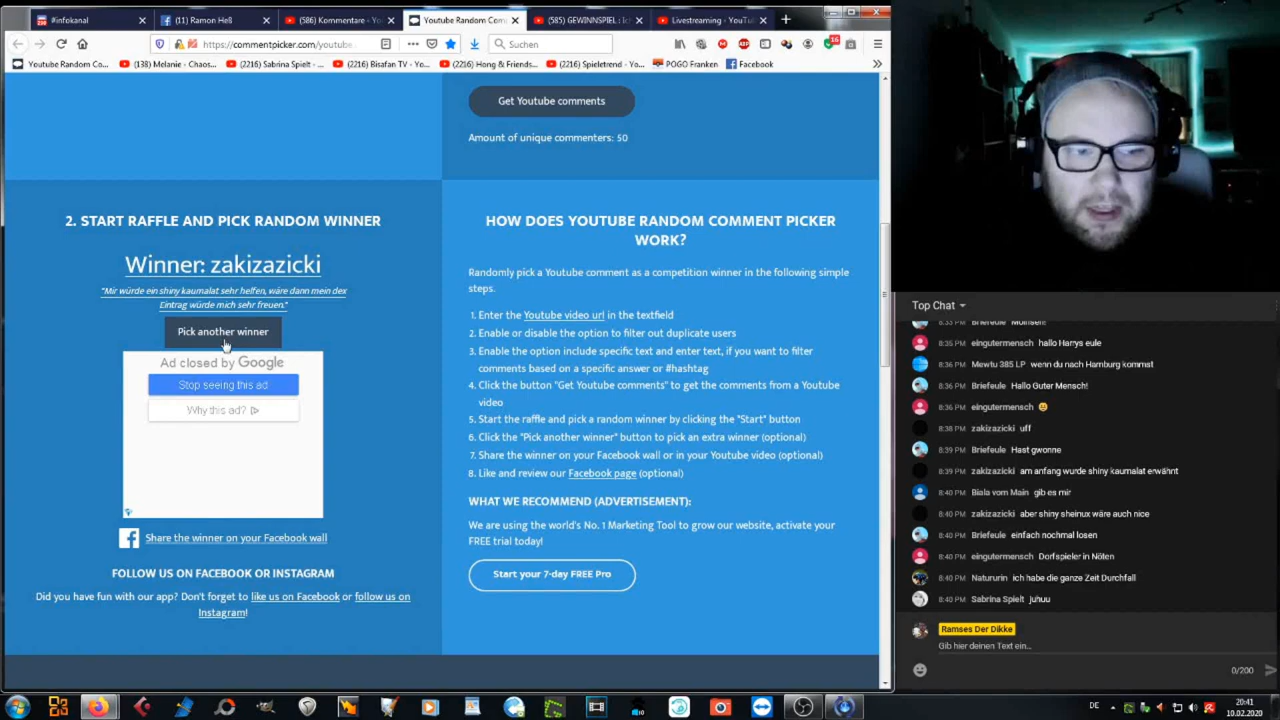 #infokanal
(11) Ramon Heß
(586) Kommentare - Yo
Youtube Random Com
(585) GEWINNSPIEL : Ic
Livestreaming - YouTu
https://commentpicker.com/youtube
Suchen
16
Youtube Random Co...
(138) Melanie - Chaos...
(2216) Sabrina Spielt - ...
(2216) Bisafan TV - Yo...
(2216) Hong & Friends...
(2216) Spieletrend - Yo...
POGO Franken
Facebook
Get Youtube comments
Amount of unique commenters: 50
2. START RAFFLE AND PICK RANDOM WINNER
Winner: zakizazicki
"Mir würde ein shiny kaumalat sehr helfen, wäre dann mein dex
Eintrag würde mich sehr freuen."
Pick another winner
Ad closed by Google
Stop seeing this ad
Why this ad?
Share the winner on your Facebook wall
FOLLOW US ON FACEBOOK OR INSTAGRAM
Did you have fun with our app? Don't forget to like us on Facebook or follow us on
Instagram!
HOW DOES YOUTUBE RANDOM COMMENT PICKER
WORK?
Randomly pick a Youtube comment as a competition winner in the following simple
steps.
1. Enter the Youtube video url in the textfield
2. Enable or disable the option to filter out duplicate users
3. Enable the option include specific text and enter text, if you want to filter
comments based on a specific answer or #hashtag
4. Click the button "Get Youtube comments" to get the comments from a Youtube
video
5. Start the raffle and pick a random winner by clicking the "Start" button
6. Click the "Pick another winner" button to pick an extra winner (optional)
7. Share the winner on your Facebook wall or in your Youtube video (optional)
8. Like and review our Facebook page (optional)
WHAT WE RECOMMEND (ADVERTISEMENT):
We are using the world's No. 1 Marketing Tool to grow our website, activate your
FREE trial today!
Start your 7-day FREE Pro
Top Chat
8:35 PM Briefeule Moinsen!
8:35 PM eingutermensch hallo Harrys eule
8:36 PM Mewtu 385 LP wenn du nach Hamburg kommst
8:36 PM Briefeule Hallo Guter Mensch!
8:36 PM eingutermensch
8:38 PM zakizazicki uff
8:39 PM Briefeule Hast gwonne
8:39 PM zakizazicki am anfang wurde shiny kaumalat erwähnt
8:40 PM Biala vom Main gib es mir
8:40 PM zakizazicki aber shiny sheinux wäre auch nice
8:40 PM Briefeule einfach nochmal losen
8:40 PM eingutermensch Dorfspieler in Nöten
8:40 PM Natururin ich habe die ganze Zeit Durchfall
8:40 PM Sabrina Spielt juhuu
Ramses Der Dikke
Gib hier deinen Text ein...
0/200
DE
20:41
10.02.2020